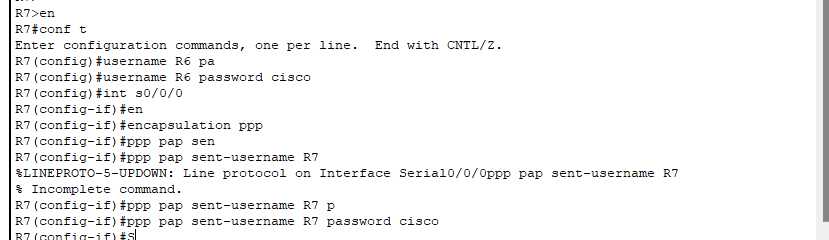 R7>en
R7#conf t
Enter configuration commands, one per line.  End with CNTL/Z.
R7(config)#username R6 pa
R7(config)#username R6 password cisco
R7(config)#int s0/0/0
R7(config-if)#en
R7(config-if)#encapsulation ppp
R7(config-if)#ppp pap sen
R7(config-if)#ppp pap sent-username R7
%LINEPROTO-5-UPDOWN: Line protocol on Interface Serial0/0/0ppp pap sent-username R7
% Incomplete command.
R7(config-if)#ppp pap sent-username R7 p
R7(config-if)#ppp pap sent-username R7 password cisco
R7(config-if)#S